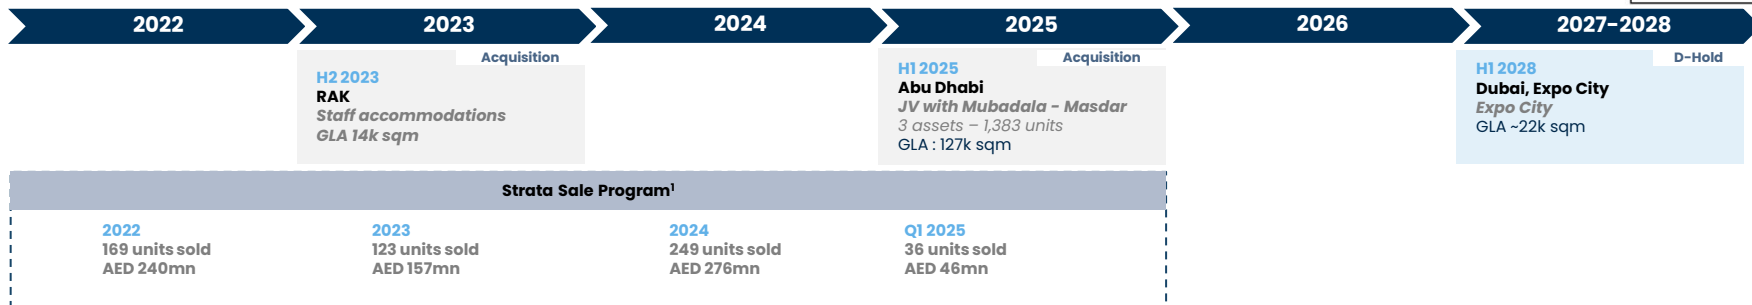 2022
2023
2024
2025
2026
2027-2028
Acquisition
H2 2023
RAK
Staff accommodations
GLA 14k sqm
Acquisition
H1 2025
Abu Dhabi
JV with Mubadala - Masdar
3 assets – 1,383 units
GLA : 127k sqm
D-Hold
H1 2028
Dubai, Expo City
Expo City
GLA ~22k sqm
Strata Sale Program¹
2022
169 units sold
AED 240mn
2023
123 units sold
AED 157mn
2024
249 units sold
AED 276mn
Q1 2025
36 units sold
AED 46mn